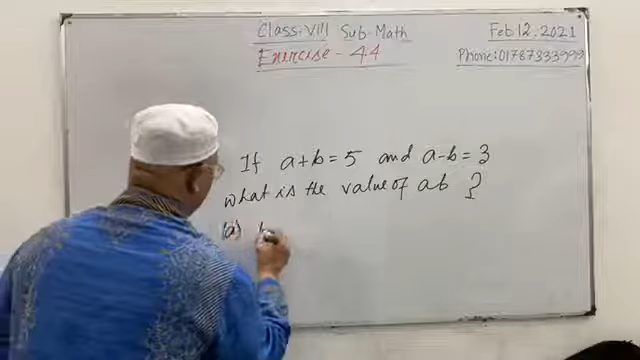 Class: VIII Sub-Math
Feb 12. 2021
Exercise - 44
Phone: 01787333999
If a+b=5 and a-b=3
what is the value of ab ?
(a)